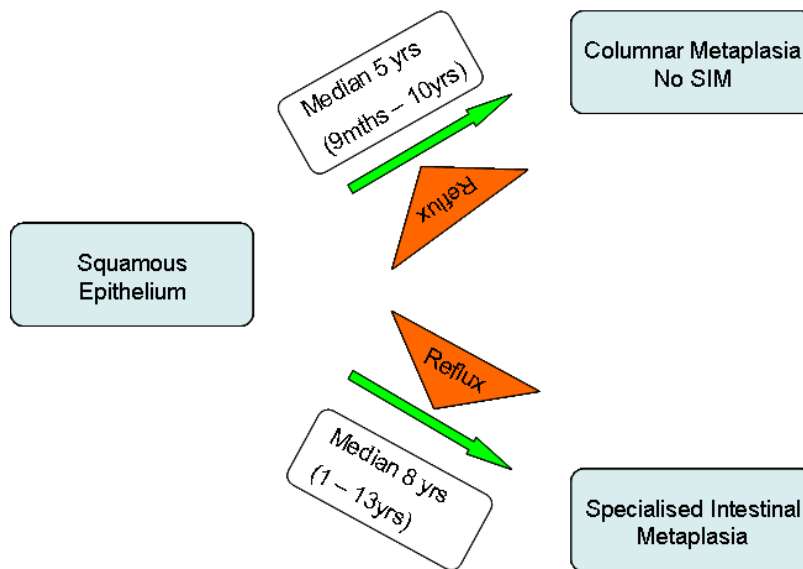 Columnar Metaplasia
No SIM
Median 5 yrs
(9mths – 10yrs)
Reflux
Squamous
Epithelium
Reflux
Median 8 yrs
(1 – 13yrs)
Specialised Intestinal
Metaplasia